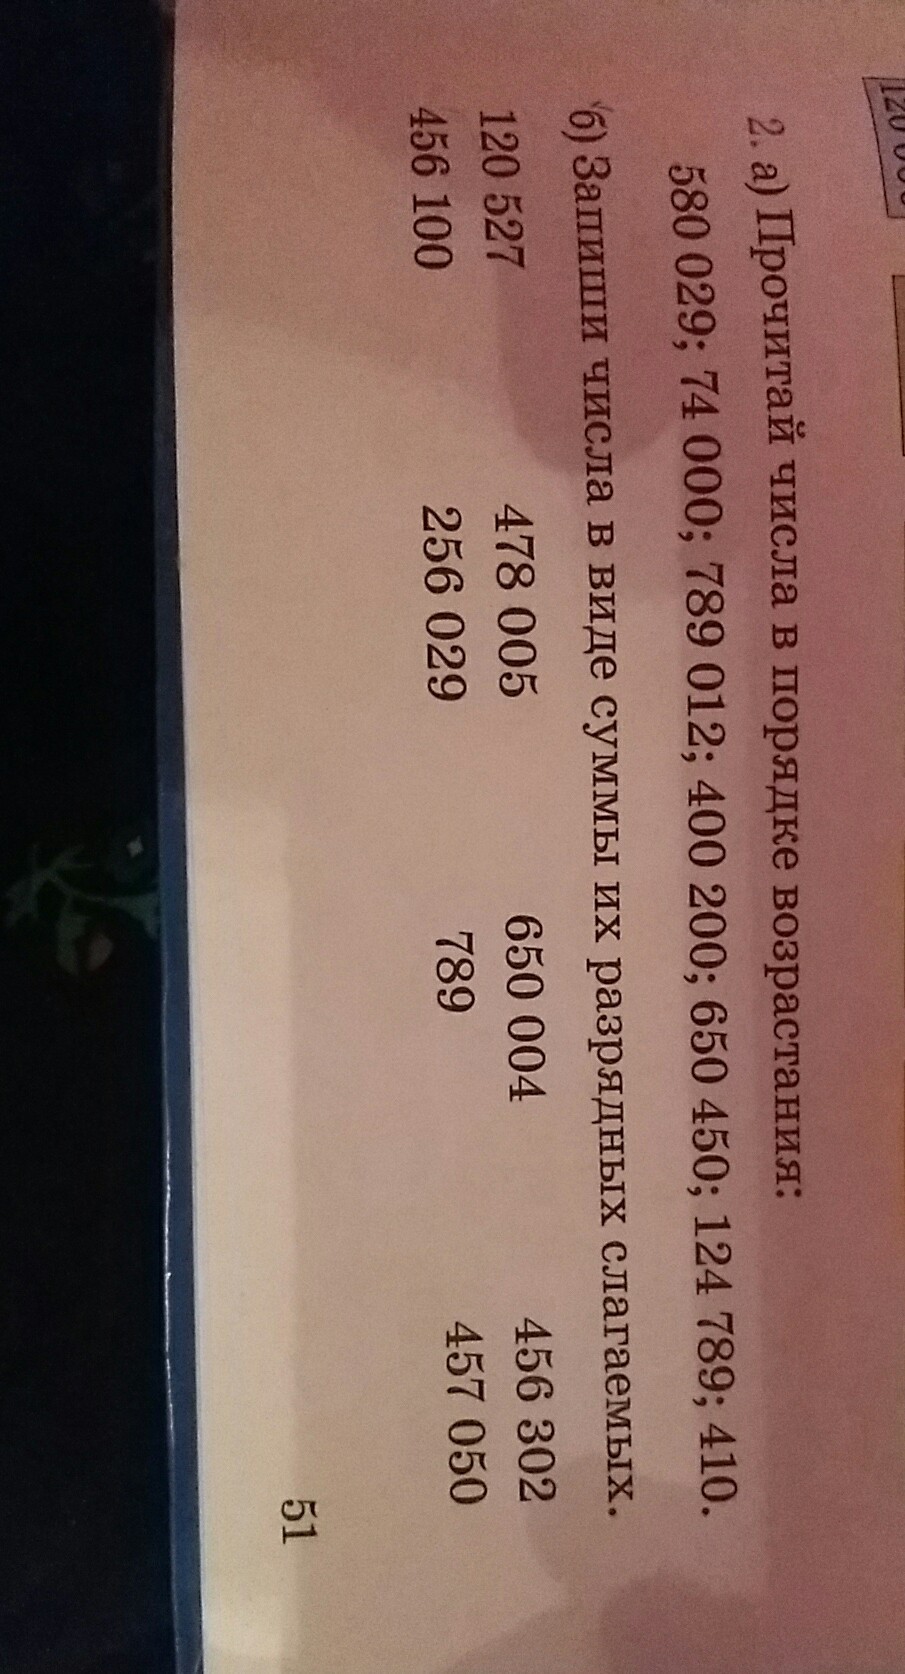 2. а) Прочитай числа в порядке возрастания:
580 029; 74 000; 789 012; 400 200; 650 450; 124 789; 410.
б) Запиши числа в виде суммы их разрядных слагаемых.
120 527 478 005 650 004 456 302
456 100 256 029 789 457 050
51